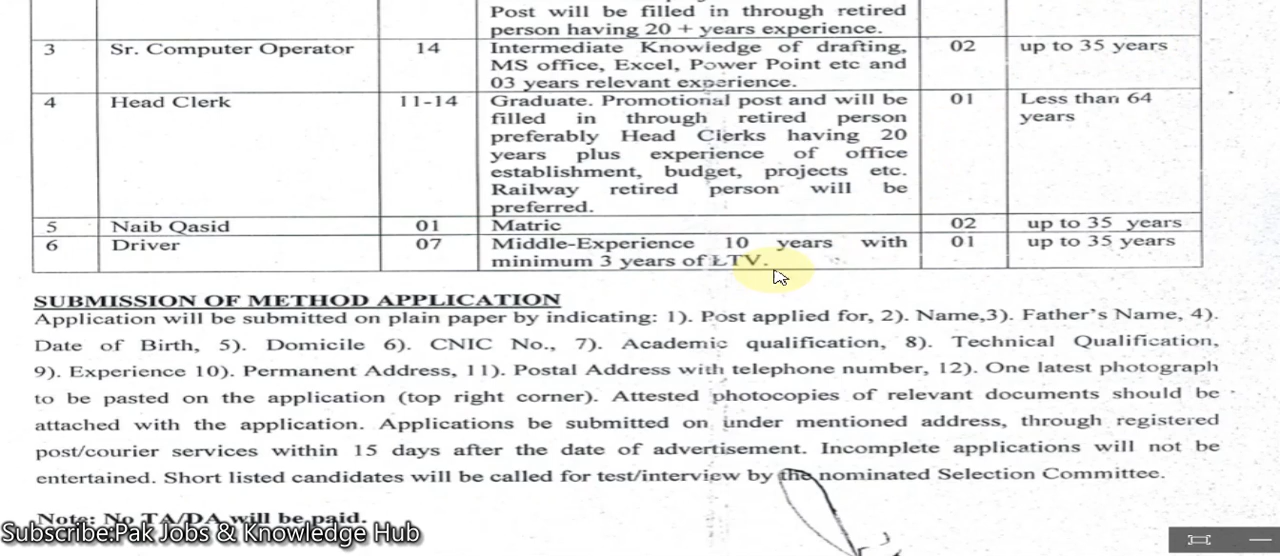 Post will be filled in through retired
person having 20 + years experience.
3 Sr. Computer Operator 14 Intermediate Knowledge of drafting, 02 up to 35 years
MS office, Excel, Power Point etc and
03 years relevant experience.
4 Head Clerk 11-14 Graduate. Promotional post and will be 01 Less than 64
filled in through retired person years
preferably Head Clerks having 20
years plus experience of office
establishment, budget, projects etc.
Railway retired person will be
preferred.
5 Naib Qasid 01 Matric 02 up to 35 years
6 Driver 07 Middle-Experience 10 years with 01 up to 35 years
minimum 3 years of LTV.
SUBMISSION OF METHOD APPLICATION
Application will be submitted on plain paper by indicating: 1). Post applied for, 2). Name,3). Father's Name, 4).
Date of Birth, 5). Domicile 6). CNIC No., 7). Academic qualification, 8). Technical Qualification,
9). Experience 10). Permanent Address, 11). Postal Address with telephone number, 12). One latest photograph
to be pasted on the application (top right corner). Attested photocopies of relevant documents should be
attached with the application. Applications be submitted on under mentioned address, through registered
post/courier services within 15 days after the date of advertisement. Incomplete applications will not be
entertained. Short listed candidates will be called for test/interview by the nominated Selection Committee.
Note: No TA/DA will be paid.
Subscribe:Pak Jobs & Knowledge Hub